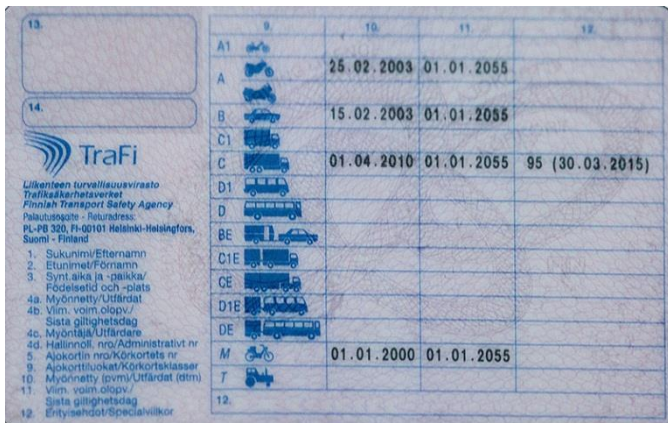 13.
14.
TraFi
Liikenteen turvallisuusvirasto
Trafiksäkerhetsverket
Finnish Transport Safety Agency
Palautusosoite - Returadress:
PL-PB 320, FI-00101 Helsinki-Helsingfors,
Suomi - Finland
1. Sukunimi/Efternamn
2. Etunimet/Förnamn
3. Synt.aika ja -paikka/
Födelsetid och -plats
4a. Myönnetty/Utfärdat
4b. Viim. voim.olopv./
Sista giltighetsdag
4c. Myöntäjä/Utfärdare
4d. Hallinnoll. nro/Administrativt nr
5. Ajokortin nro/Körkortets nr
9. Ajokorttiluokat/Körkortsklasser
10. Myönnetty (pvm)/Utfärdat (dtm)
11. Viim. voim.olopv./
Sista giltighetsdag
12. Erityisehdot/Specialvillkor
9. 10. 11. 12.
A1
A 25.02.2003 01.01.2055
B 15.02.2003 01.01.2055
C1
C 01.04.2010 01.01.2055 95 (30.03.2015)
D1
D
BE
C1E
CE
D1E
DE
M 01.01.2000 01.01.2055
T
12.